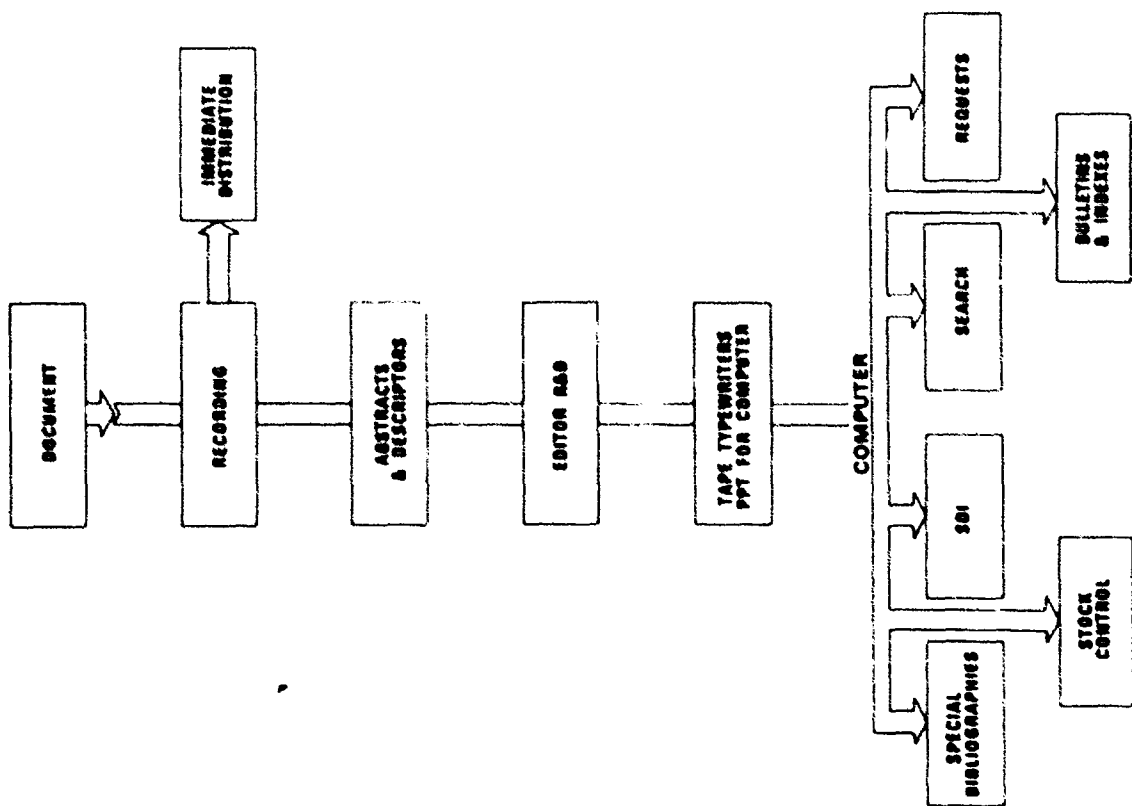 DOCUMENT
RECORDING
IMMEDIATE
DISTRIBUTION
ABSTRACTS
& DESCRIPTORS
EDITOR R&D
TAPE TYPEWRITERS
PPT FOR COMPUTER
COMPUTER
SPECIAL
BIBLIOGRAPHIES
STOCK
CONTROL
SDI
SEARCH
BULLETINS
& INDEXES
REQUESTS